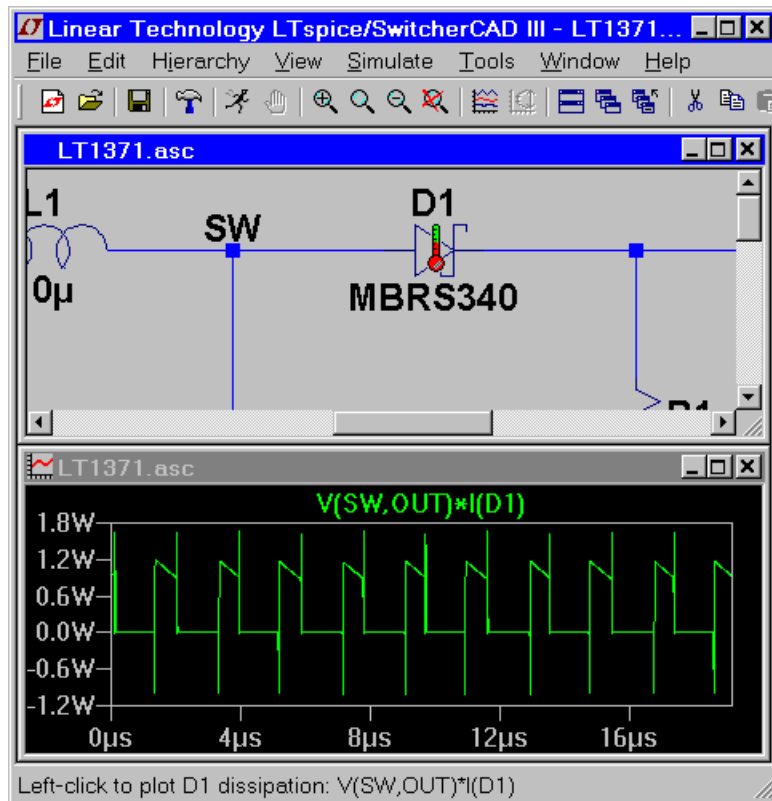 Linear Technology LTspice/SwitcherCAD III - LT1371...
File Edit Hierarchy View Simulate Tools Window Help
LT1371.asc
L1
SW
D1
0µ
MBRS340
LT1371.asc
V(SW,OUT)*I(D1)
1.8W
1.2W
0.6W
0.0W
-0.6W
-1.2W
0µs 4µs 8µs 12µs 16µs
Left-click to plot D1 dissipation: V(SW,OUT)*I(D1)